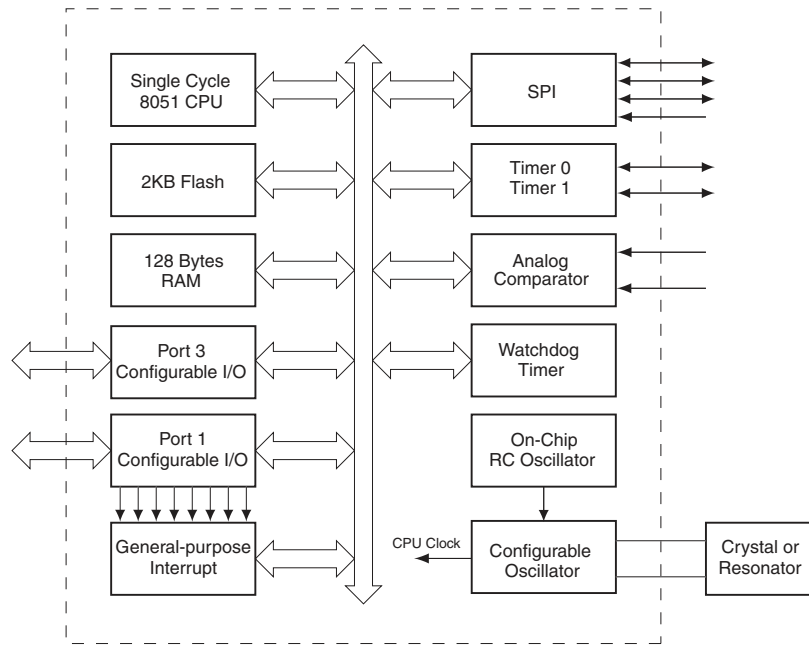 Single Cycle
8051 CPU
SPI
2KB Flash
Timer 0
Timer 1
128 Bytes
RAM
Analog
Comparator
Port 3
Configurable I/O
Watchdog
Timer
Port 1
Configurable I/O
On-Chip
RC Oscillator
General-purpose
Interrupt
CPU Clock
Configurable
Oscillator
Crystal or
Resonator